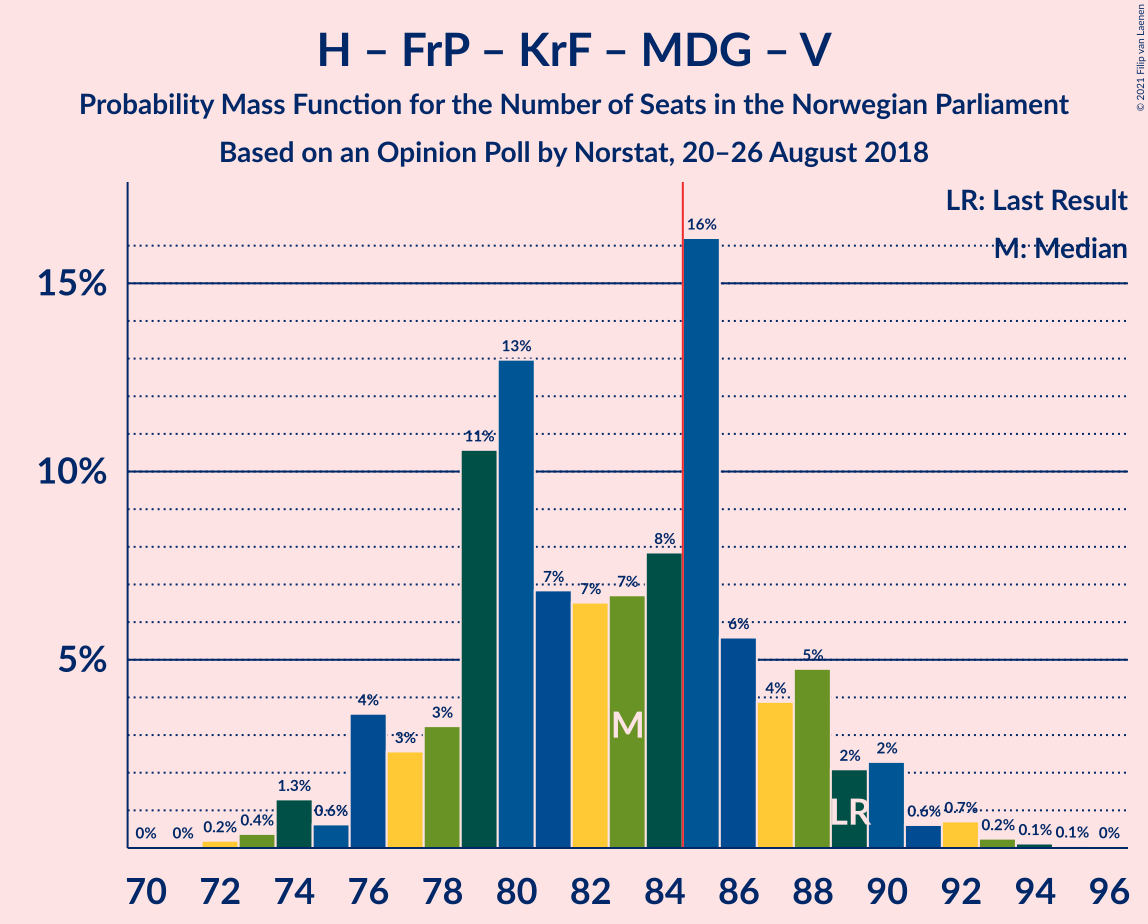 H – FrP – KrF – MDG – V
Probability Mass Function for the Number of Seats in the Norwegian Parliament
Based on an Opinion Poll by Norstat, 20–26 August 2018
© 2021 Filip van Laenen
LR: Last Result
M: Median
15%
10%
5%
0% 0% 0.2% 0.4% 1.3% 0.6% 4% 3% 3% 11% 13% 7% 7% 7% 8% 16% 6% 4% 5% 2% 2% 0.6% 0.7% 0.2% 0.1% 0.1% 0%
M
LR
70 72 74 76 78 80 82 84 86 88 90 92 94 96